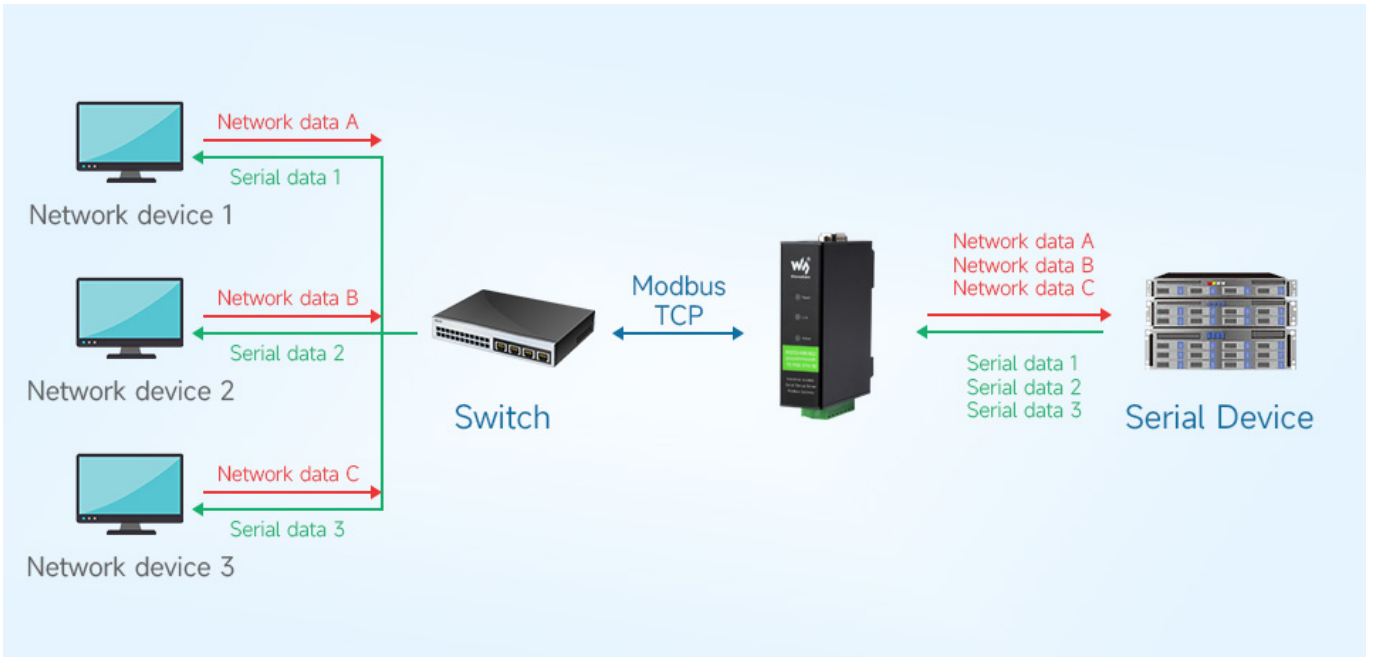 Network data A
Serial data 1
Network device 1
Network data B
Serial data 2
Network device 2
Network data C
Serial data 3
Network device 3
Switch
Modbus
TCP
Network data A
Network data B
Network data C
Serial data 1
Serial data 2
Serial data 3
Serial Device